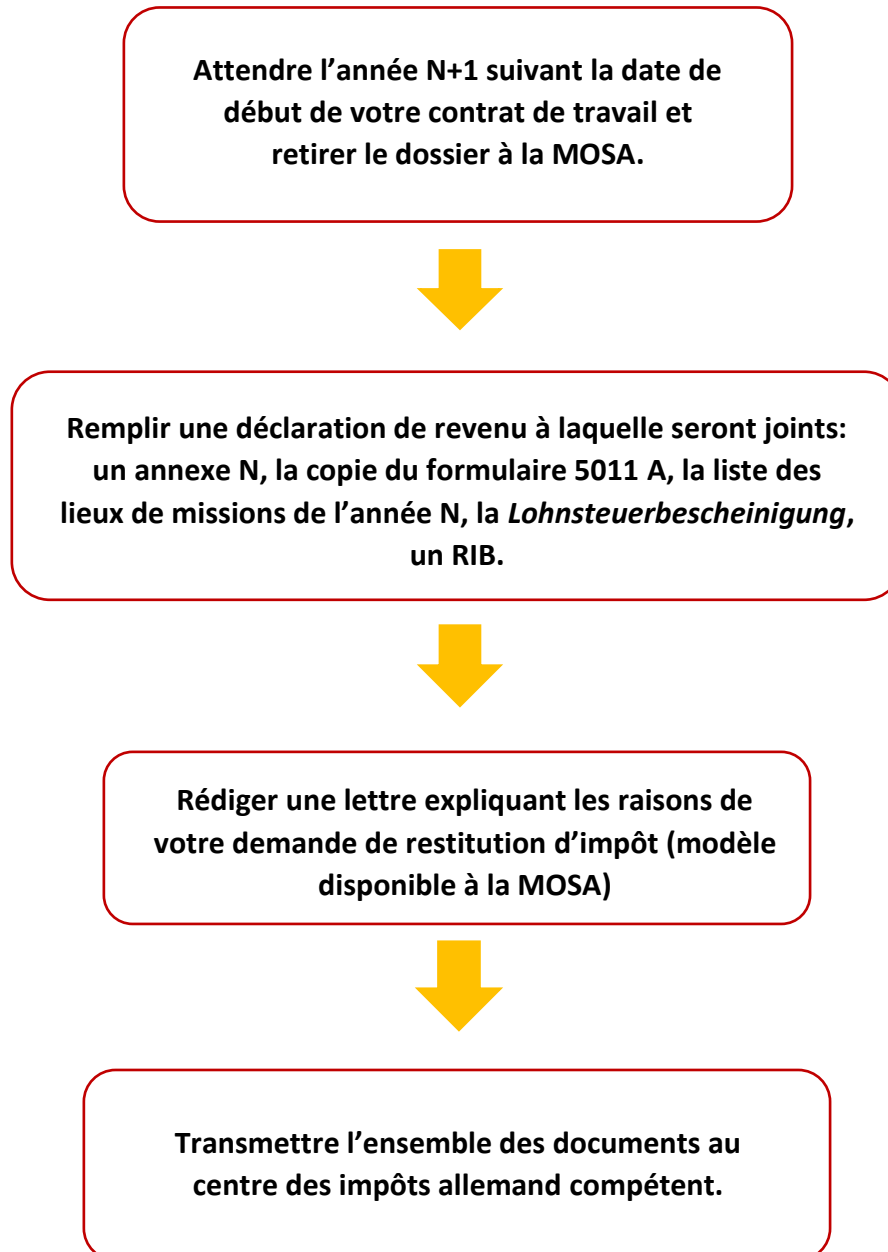 Attendre l’année N+1 suivant la date de
début de votre contrat de travail et
retirer le dossier à la MOSA.
Remplir une déclaration de revenu à laquelle seront joints:
un annexe N, la copie du formulaire 5011 A, la liste des
lieux de missions de l’année N, la Lohnsteuerbescheinigung,
un RIB.
Rédiger une lettre expliquant les raisons de
votre demande de restitution d’impôt (modèle
disponible à la MOSA)
Transmettre l’ensemble des documents au
centre des impôts allemand compétent.